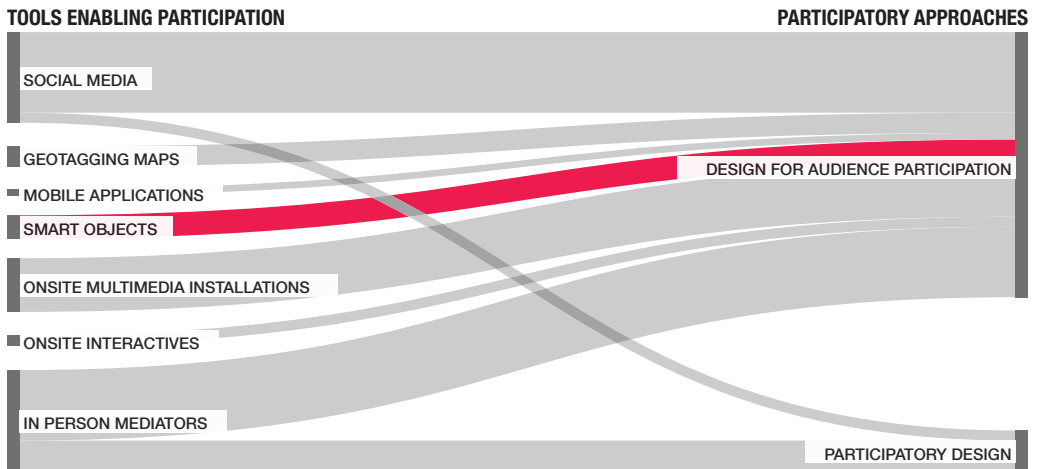 TOOLS ENABLING PARTICIPATION
PARTICIPATORY APPROACHES
SOCIAL MEDIA
GEOTAGGING MAPS
MOBILE APPLICATIONS
DESIGN FOR AUDIENCE PARTICIPATION
SMART OBJECTS
ONSITE MULTIMEDIA INSTALLATIONS
ONSITE INTERACTIVES
IN PERSON MEDIATORS
PARTICIPATORY DESIGN